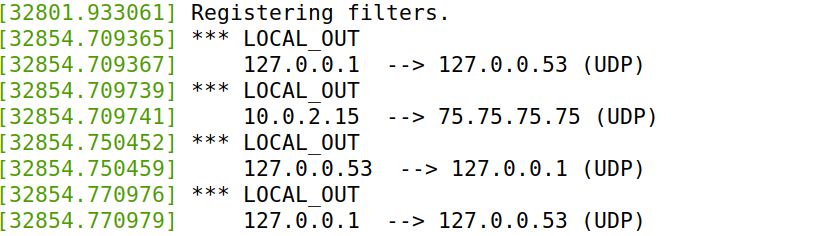 [32801.933061] Registering filters.
[32854.709365] *** LOCAL_OUT
[32854.709367]     127.0.0.1  --> 127.0.0.53 (UDP)
[32854.709739] *** LOCAL_OUT
[32854.709741]     10.0.2.15  --> 75.75.75.75 (UDP)
[32854.750452] *** LOCAL_OUT
[32854.750459]     127.0.0.53  --> 127.0.0.1 (UDP)
[32854.770976] *** LOCAL_OUT
[32854.770979]     127.0.0.1  --> 127.0.0.53 (UDP)